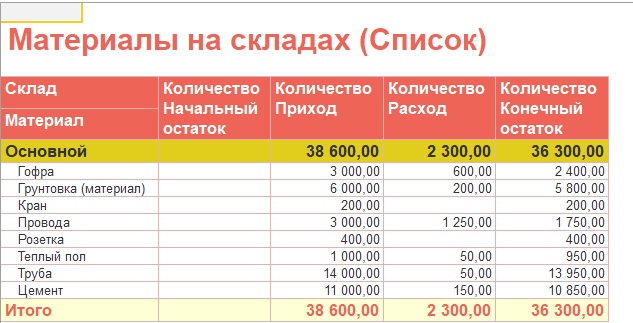 Материалы на складах (Список)
Склад Количество Количество Количество Количество
Начальный Приход Расход Конечный
Материал остаток остаток
Основной 38 600,00 2 300,00 36 300,00
Гофра 3 000,00 600,00 2 400,00
Грунтовка (материал) 6 000,00 200,00 5 800,00
Кран 200,00 200,00
Провода 3 000,00 1 250,00 1 750,00
Розетка 400,00 400,00
Теплый пол 1 000,00 50,00 950,00
Труба 14 000,00 50,00 13 950,00
Цемент 11 000,00 150,00 10 850,00
Итого 38 600,00 2 300,00 36 300,00